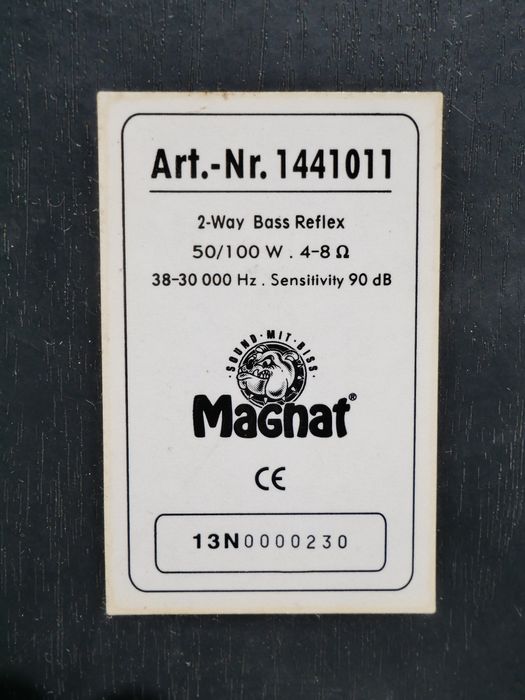 Art.-Nr. 1441011
2-Way Bass Reflex
50/100 W . 4-8 Ω
38-30 000 Hz . Sensitivity 90 dB
· SOUND · MIT · BISS ·
Magnat®
CE
13N0000230